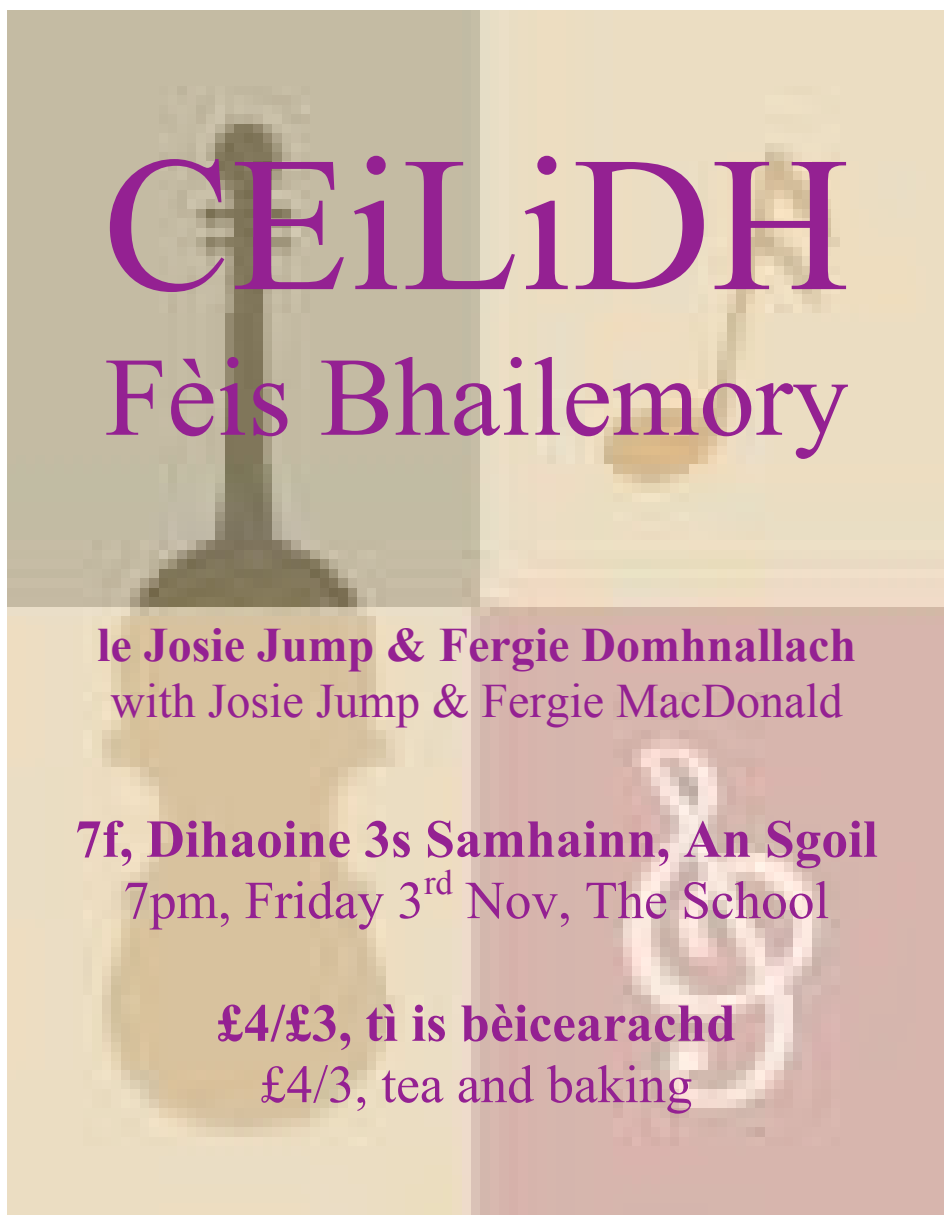 CEiLiDH
Fèis Bhailemory
le Josie Jump & Fergie Domhnallach
with Josie Jump & Fergie MacDonald
7f, Dihaoine 3s Samhainn, An Sgoil
7pm, Friday 3rd Nov, The School
£4/£3, tì is bèicearachd
£4/3, tea and baking